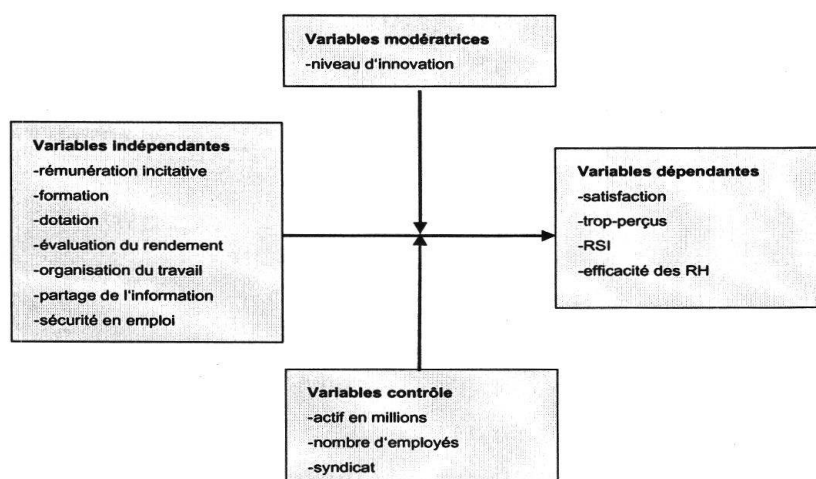 Variables modératrices
-niveau d'innovation
Variables indépendantes
-rémunération incitative
-formation
-dotation
-évaluation du rendement
-organisation du travail
-partage de l'information
-sécurité en emploi
Variables dépendantes
-satisfaction
-trop-perçus
-RSI
-efficacité des RH
Variables contrôle
-actif en millions
-nombre d'employés
-syndicat